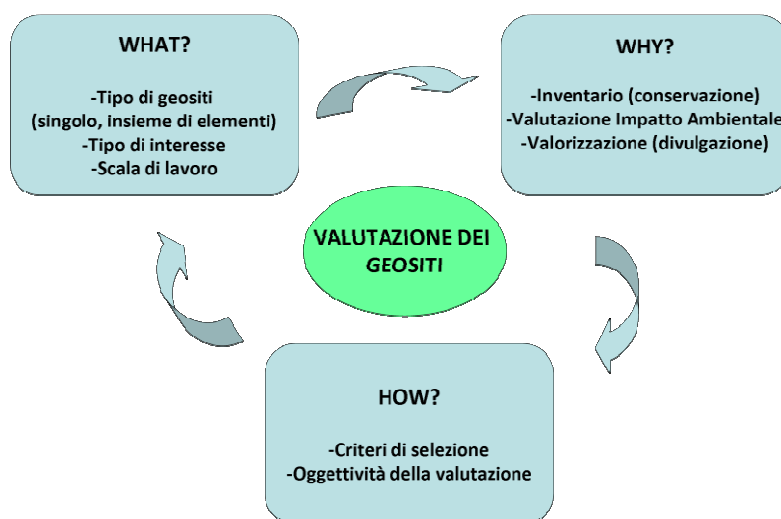 WHAT?
-Tipo di geositi
(singolo, insieme di elementi)
-Tipo di interesse
-Scala di lavoro
WHY?
-Inventario (conservazione)
-Valutazione Impatto Ambientale
-Valorizzazione (divulgazione)
VALUTAZIONE DEI
GEOSITI
HOW?
-Criteri di selezione
-Oggettività della valutazione